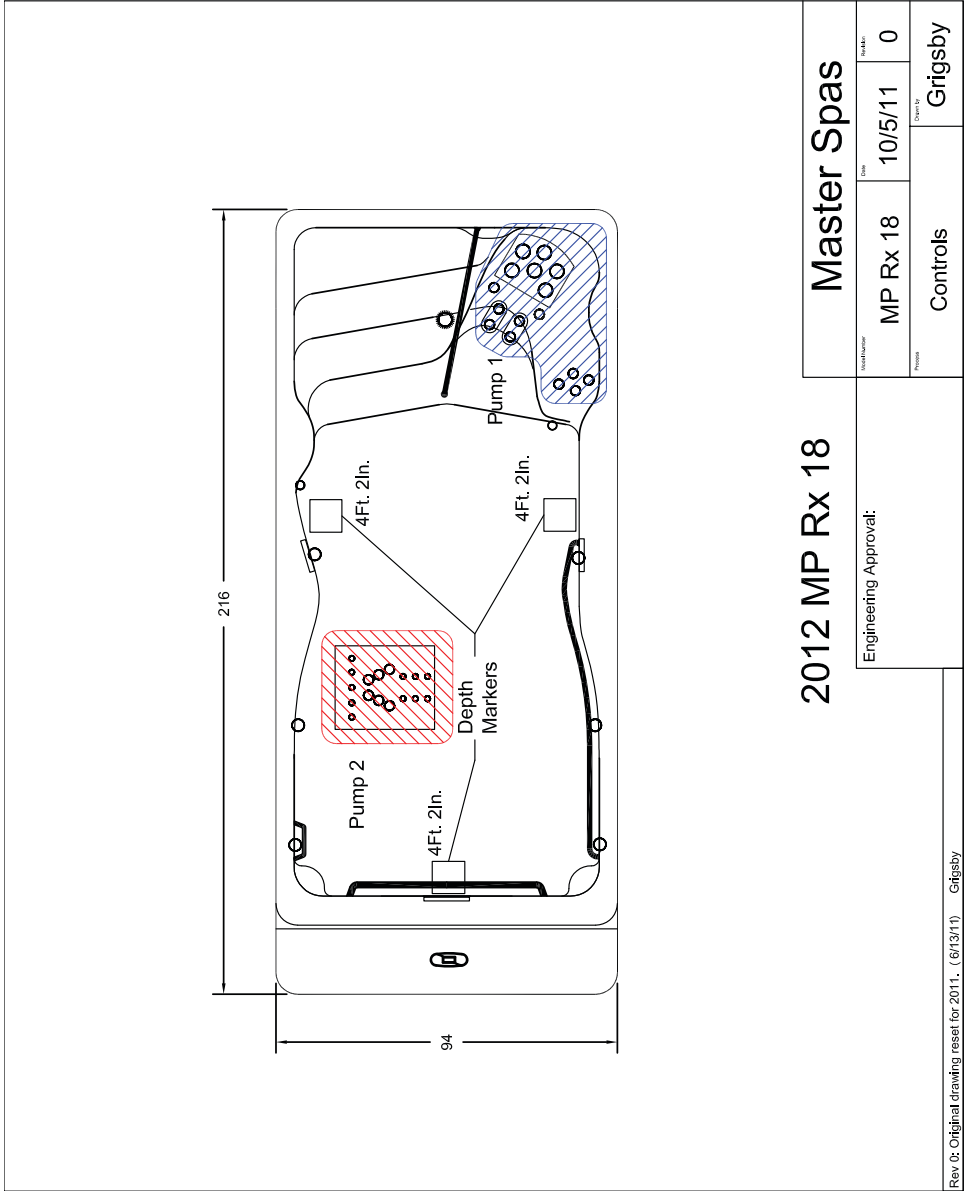 216
94
Pump 2
Pump 1
4Ft. 2In.
4Ft. 2In.
4Ft. 2In.
Depth
Markers
2012 MP Rx 18
Master Spas
Model Number
MP Rx 18
Date
10/5/11
Revision
0
Engineering Approval:
Process
Controls
Drawn by
Grigsby
Rev 0: Original drawing reset for 2011. ( 6/13/11) Grigsby